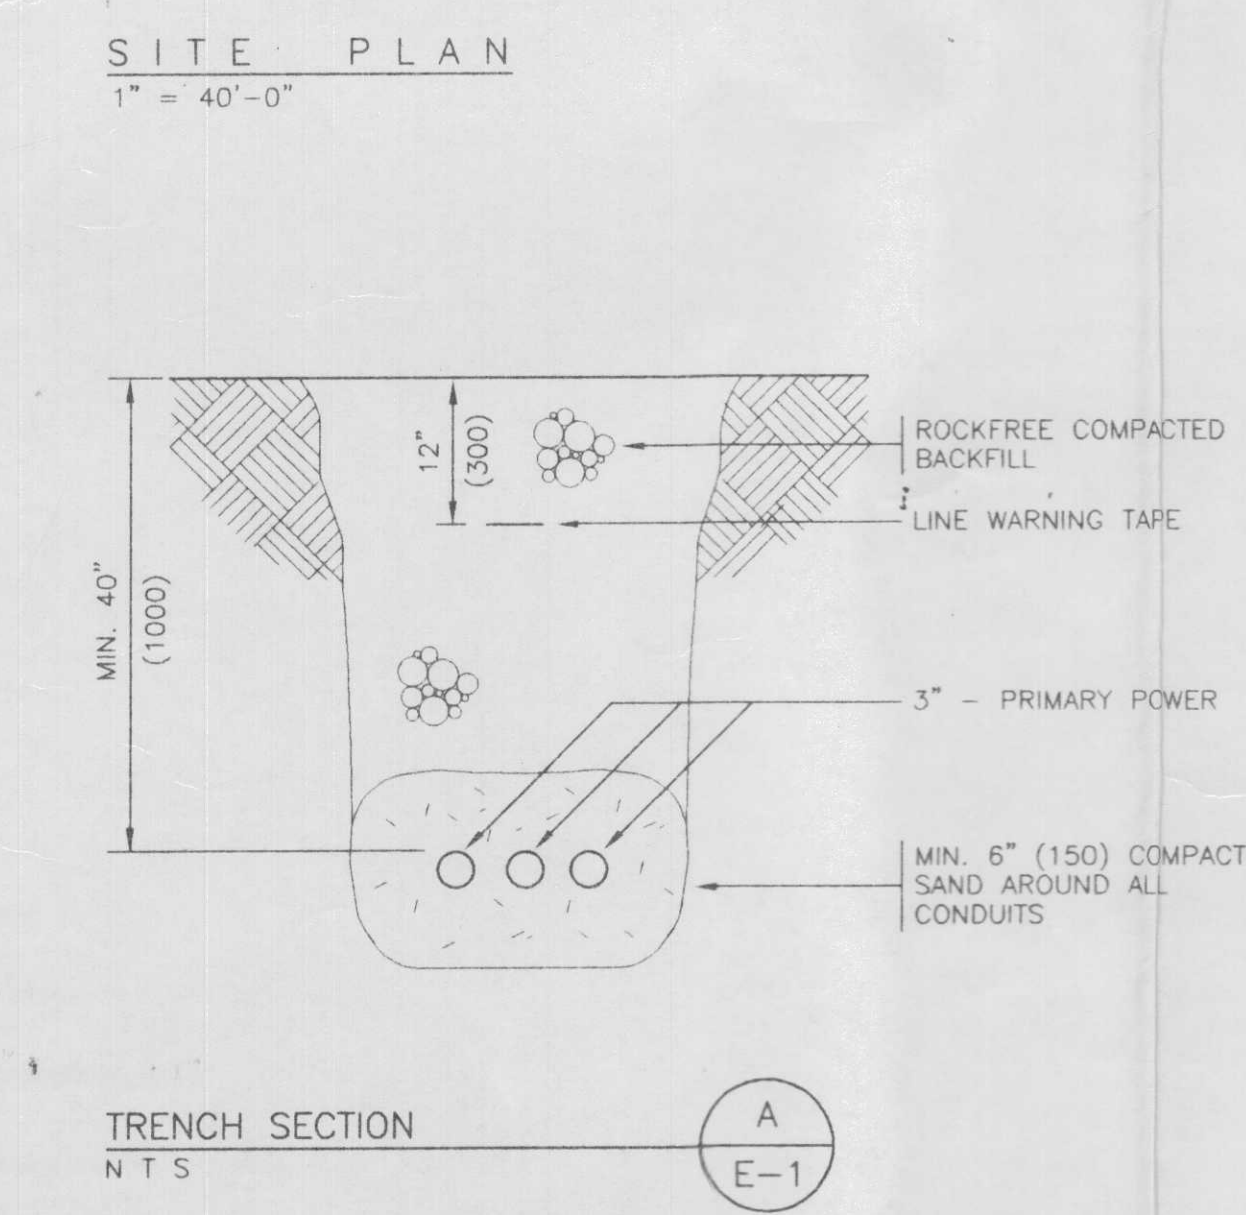 SITE PLAN
1" = 40'-0"
12"
(300)
ROCKFREE COMPACTED
BACKFILL
LINE WARNING TAPE
MIN. 40"
(1000)
3" - PRIMARY POWER
MIN. 6" (150) COMPACT
SAND AROUND ALL
CONDUITS
TRENCH SECTION
NTS
A
E-1